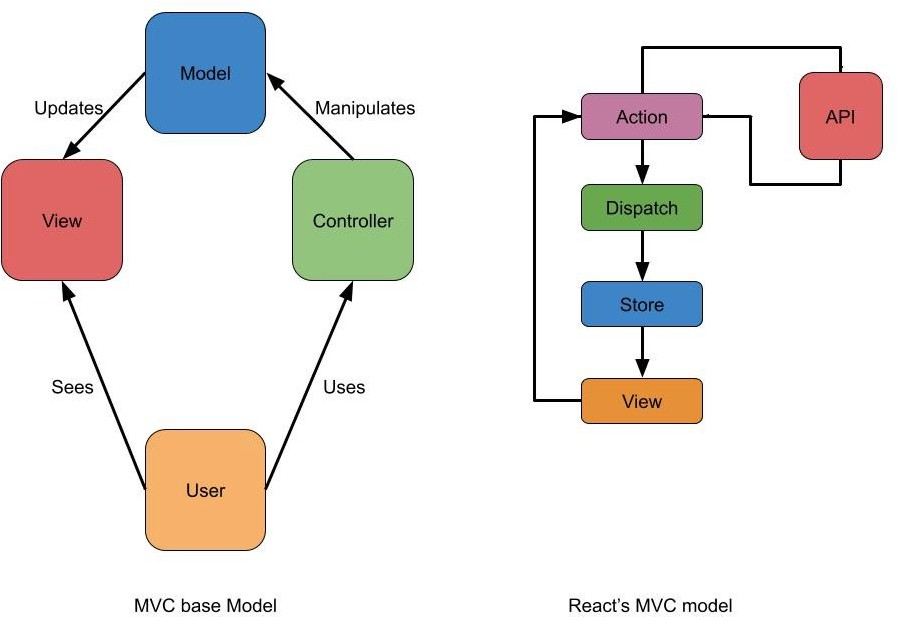 Model
Updates
Manipulates
View
Controller
Sees
Uses
User
MVC base Model
Action
API
Dispatch
Store
View
React's MVC model